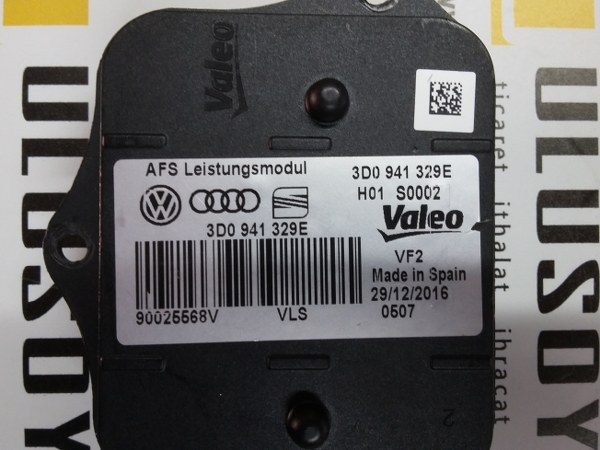 Valeo
AFS Leistungsmodul
3D0 941 329E
H01 S0002
3D0 941 329E
Valeo
VF2
Made in Spain
29/12/2016
0507
90025568V
VLS
2
ULUSOY
ULUSOY
ticaret ithalat ihracat